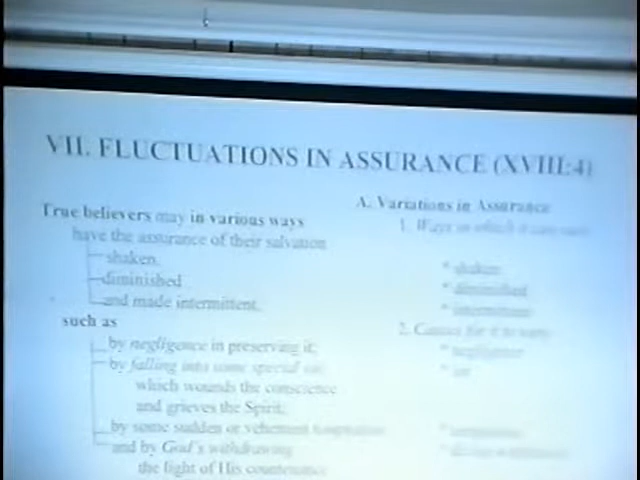 VII. FLUCTUATIONS IN ASSURANCE (XVIII:4)
True believers may in various ways
have the assurance of their salvation
shaken,
diminished
and made intermittent,
such as
by negligence in preserving it;
by falling into some special sin,
which wounds the conscience
and grieves the Spirit;
by some sudden or vehement temptation
and by God's withdrawing
the light of His countenance
A. Variations in Assurance
1. Ways in which it can vary
* shaken
* diminished
* intermittent
2. Causes for it to vary
* negligence
* sin